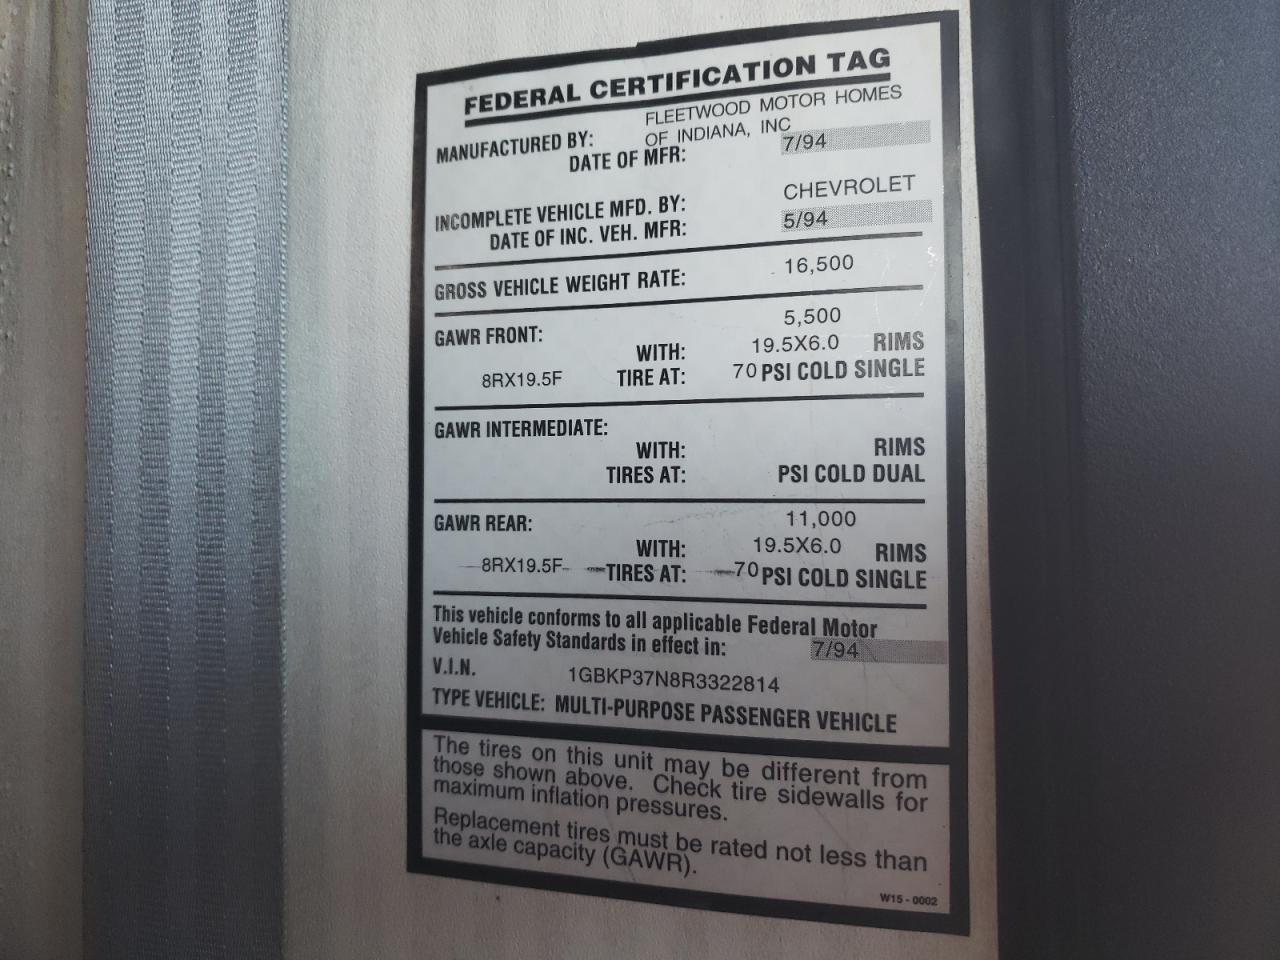 FEDERAL CERTIFICATION TAG
MANUFACTURED BY: FLEETWOOD MOTOR HOMES
OF INDIANA, INC
DATE OF MFR: 7/94
INCOMPLETE VEHICLE MFD. BY: CHEVROLET
DATE OF INC. VEH. MFR: 5/94
GROSS VEHICLE WEIGHT RATE: 16,500
GAWR FRONT: 5,500
WITH: 19.5X6.0 RIMS
8RX19.5F TIRE AT: 70 PSI COLD SINGLE
GAWR INTERMEDIATE:
WITH: RIMS
TIRES AT: PSI COLD DUAL
GAWR REAR: 11,000
WITH: 19.5X6.0 RIMS
8RX19.5F TIRES AT: 70 PSI COLD SINGLE
This vehicle conforms to all applicable Federal Motor
Vehicle Safety Standards in effect in: 7/94
V.I.N. 1GBKP37N8R3322814
TYPE VEHICLE: MULTI-PURPOSE PASSENGER VEHICLE
The tires on this unit may be different from
those shown above. Check tire sidewalls for
maximum inflation pressures.
Replacement tires must be rated not less than
the axle capacity (GAWR).
W15-0002